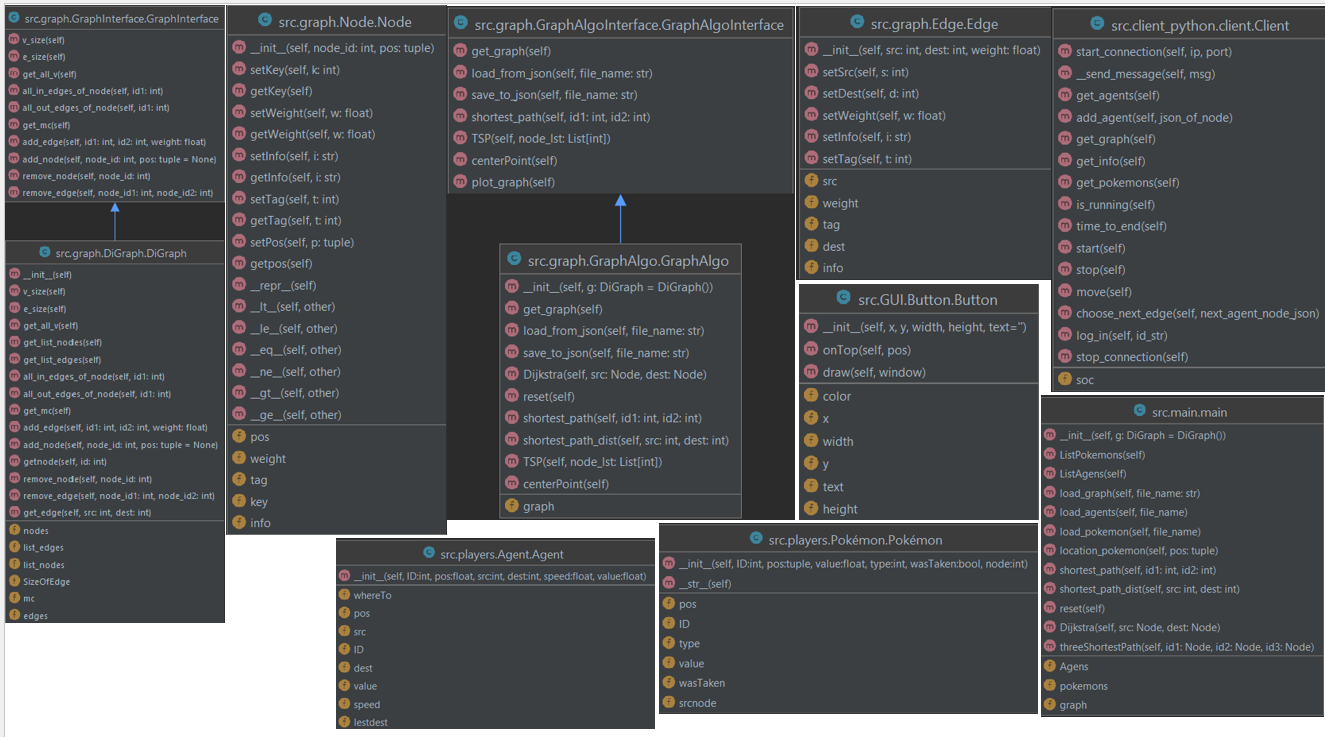 src.graph.GraphInterface.GraphInterface
v_size(self)
e_size(self)
get_all_v(self)
all_in_edges_of_node(self, id1: int)
all_out_edges_of_node(self, id1: int)
get_mc(self)
add_edge(self, id1: int, id2: int, weight: float)
add_node(self, node_id: int, pos: tuple = None)
remove_node(self, node_id: int)
remove_edge(self, node_id1: int, node_id2: int)
src.graph.DiGraph.DiGraph
__init__(self)
v_size(self)
e_size(self)
get_all_v(self)
get_list_nodes(self)
get_list_edges(self)
all_in_edges_of_node(self, id1: int)
all_out_edges_of_node(self, id1: int)
get_mc(self)
add_edge(self, id1: int, id2: int, weight: float)
add_node(self, node_id: int, pos: tuple = None)
getnode(self, id: int)
remove_node(self, node_id: int)
remove_edge(self, node_id1: int, node_id2: int)
get_edge(self, src: int, dest: int)
nodes
list_edges
list_nodes
SizeOfEdge
mc
edges
src.graph.Node.Node
__init__(self, node_id: int, pos: tuple)
setKey(self, k: int)
getKey(self)
setWeight(self, w: float)
getWeight(self, w: float)
setInfo(self, i: str)
getInfo(self, i: str)
setTag(self, t: int)
getTag(self, t: int)
setPos(self, p: tuple)
getpos(self)
__repr__(self)
__lt__(self, other)
__le__(self, other)
__eq__(self, other)
__ne__(self, other)
__gt__(self, other)
__ge__(self, other)
pos
weight
tag
key
info
src.graph.GraphAlgoInterface.GraphAlgoInterface
get_graph(self)
load_from_json(self, file_name: str)
save_to_json(self, file_name: str)
shortest_path(self, id1: int, id2: int)
TSP(self, node_lst: List[int])
centerPoint(self)
plot_graph(self)
src.graph.GraphAlgo.GraphAlgo
__init__(self, g: DiGraph = DiGraph())
get_graph(self)
load_from_json(self, file_name: str)
save_to_json(self, file_name: str)
Dijkstra(self, src: Node, dest: Node)
reset(self)
shortest_path(self, id1: int, id2: int)
shortest_path_dist(self, src: int, dest: int)
TSP(self, node_lst: List[int])
centerPoint(self)
graph
src.graph.Edge.Edge
__init__(self, src: int, dest: int, weight: float)
setSrc(self, s: int)
setDest(self, d: int)
setWeight(self, w: float)
setInfo(self, i: str)
setTag(self, t: int)
src
weight
tag
dest
info
src.GUI.Button.Button
__init__(self, x, y, width, height, text='')
onTop(self, pos)
draw(self, window)
color
x
width
y
text
height
src.client_python.client.Client
start_connection(self, ip, port)
__send_message(self, msg)
get_agents(self)
add_agent(self, json_of_node)
get_graph(self)
get_info(self)
get_pokemons(self)
is_running(self)
time_to_end(self)
start(self)
stop(self)
move(self)
choose_next_edge(self, next_agent_node_json)
log_in(self, id_str)
stop_connection(self)
soc
src.main.main
__init__(self, g: DiGraph = DiGraph())
ListPokemons(self)
ListAgens(self)
load_graph(self, file_name: str)
load_agents(self, file_name)
load_pokemon(self, file_name)
location_pokemon(self, pos: tuple)
shortest_path(self, id1: int, id2: int)
shortest_path_dist(self, src: int, dest: int)
reset(self)
Dijkstra(self, src: Node, dest: Node)
threeShortestPath(self, id1: Node, id2: Node, id3: Node)
Agens
pokemons
graph
src.players.Agent.Agent
__init__(self, ID:int, pos:float, src:int, dest:int, speed:float, value:float)
whereTo
pos
src
ID
dest
value
speed
lestdest
src.players.Pokémon.Pokémon
__init__(self, ID:int, pos:tuple, value:float, type:int, wasTaken:bool, node:int)
__str__(self)
pos
ID
type
value
wasTaken
srcnode